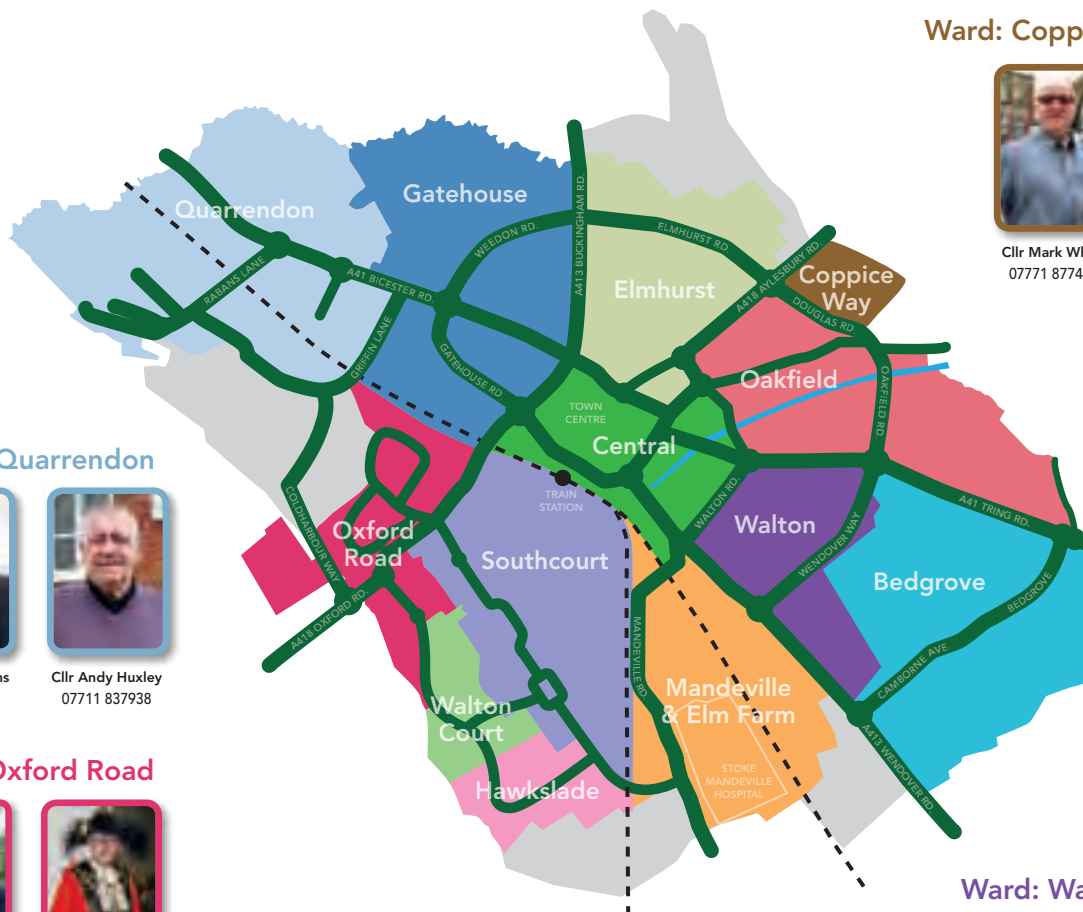 Ward: Copp
Cllr Mark Wh
07771 8774
Quarrendon
Gatehouse
WEEDON RD.
A413 BUCKINGHAM RD.
ELMHURST RD
Elmhurst
A418 AYLESBURY RD.
Coppice
Way
DOUGLAS RD.
RABANS LANE
A41 BICESTER RD
GRIFFIN LANE
GATEHOUSE RD
Oakfield
OAKFIELD RD.
TOWN
CENTRE
Central
TRAIN
STATION
WALTON RD.
Walton
WENDOVER WAY
A41 TRING RD.
Bedgrove
BEDGROVE
CAMBORNE AVE.
COLDHARBOUR WAY
Oxford
Road
A418 OXFORD RD.
Southcourt
MANDEVILLE RD.
Mandeville
& Elm Farm
Walton
Court
Hawkslade
STOKE
MANDEVILLE
HOSPITAL
A413 WENDOVER RD.
Quarrendon
ns
Cllr Andy Huxley
07711 837938
Oxford Road
Ward: Wa